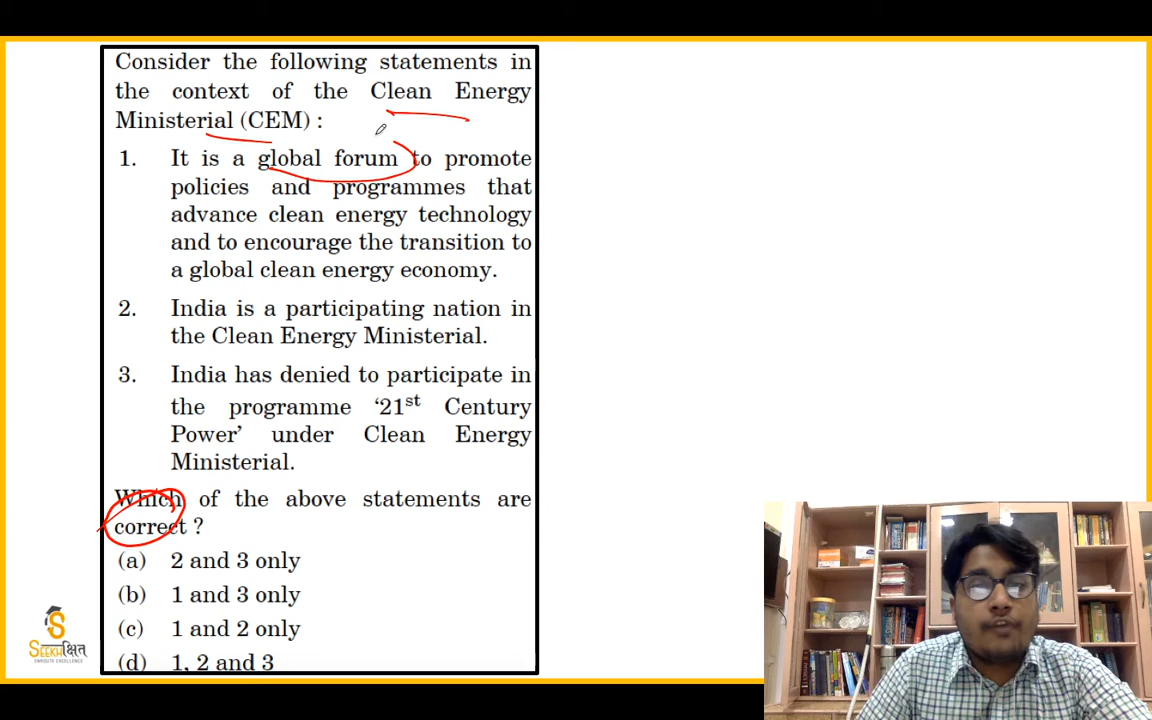 Consider the following statements in
the context of the Clean Energy
Ministerial (CEM) :
1. It is a global forum to promote
policies and programmes that
advance clean energy technology
and to encourage the transition to
a global clean energy economy.
2. India is a participating nation in
the Clean Energy Ministerial.
3. India has denied to participate in
the programme ‘21st Century
Power’ under Clean Energy
Ministerial.
Which of the above statements are
correct ?
(a) 2 and 3 only
(b) 1 and 3 only
(c) 1 and 2 only
(d) 1, 2 and 3
S
SEEKHशिक्षित